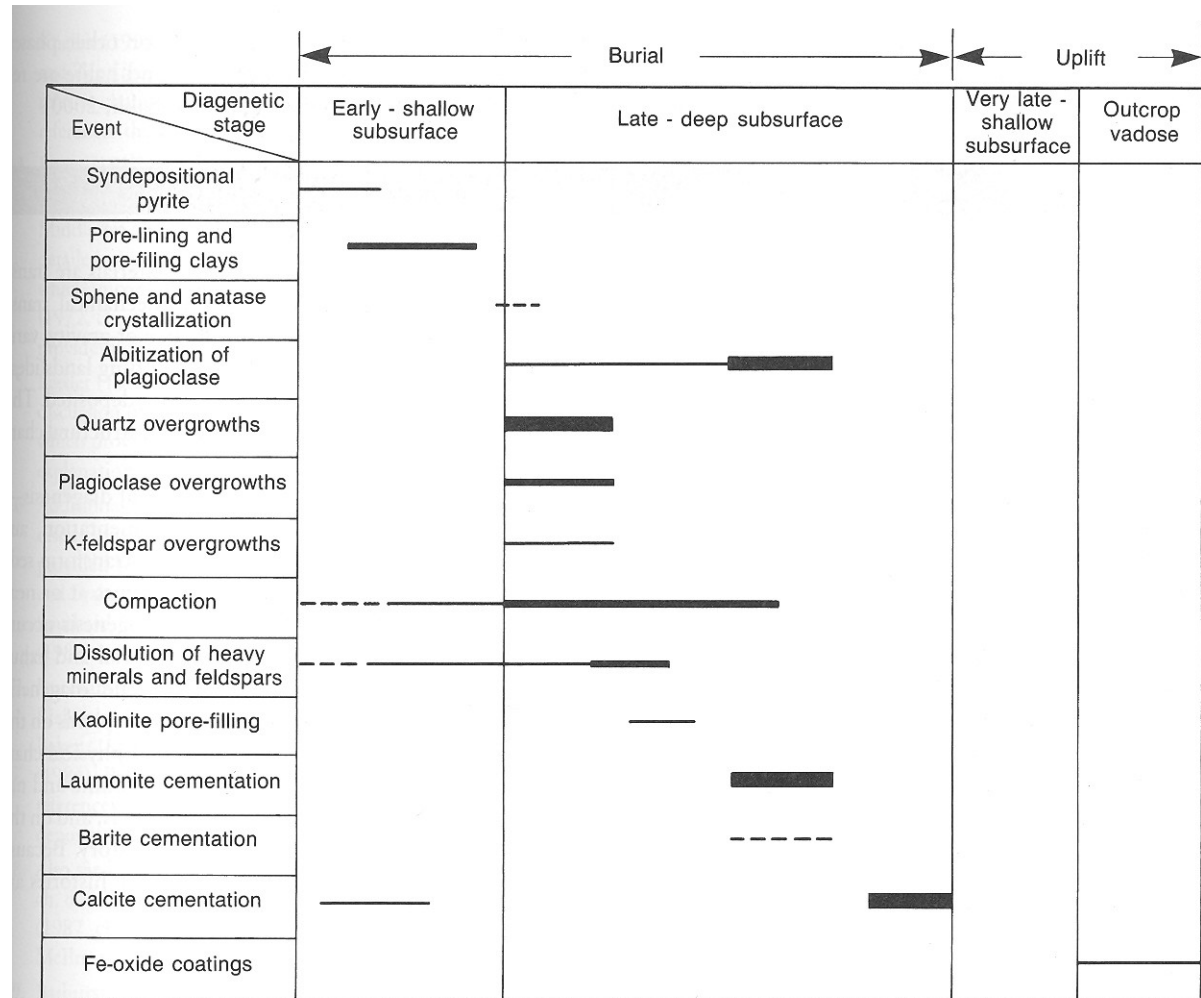 Burial
Uplift
Diagenetic
stage
Event
Early - shallow
subsurface
Late - deep subsurface
Very late -
shallow
subsurface
Outcrop
vadose
Syndepositional
pyrite
Pore-lining and
pore-filing clays
Sphene and anatase
crystallization
Albitization of
plagioclase
Quartz overgrowths
Plagioclase overgrowths
K-feldspar overgrowths
Compaction
Dissolution of heavy
minerals and feldspars
Kaolinite pore-filling
Laumonite cementation
Barite cementation
Calcite cementation
Fe-oxide coatings